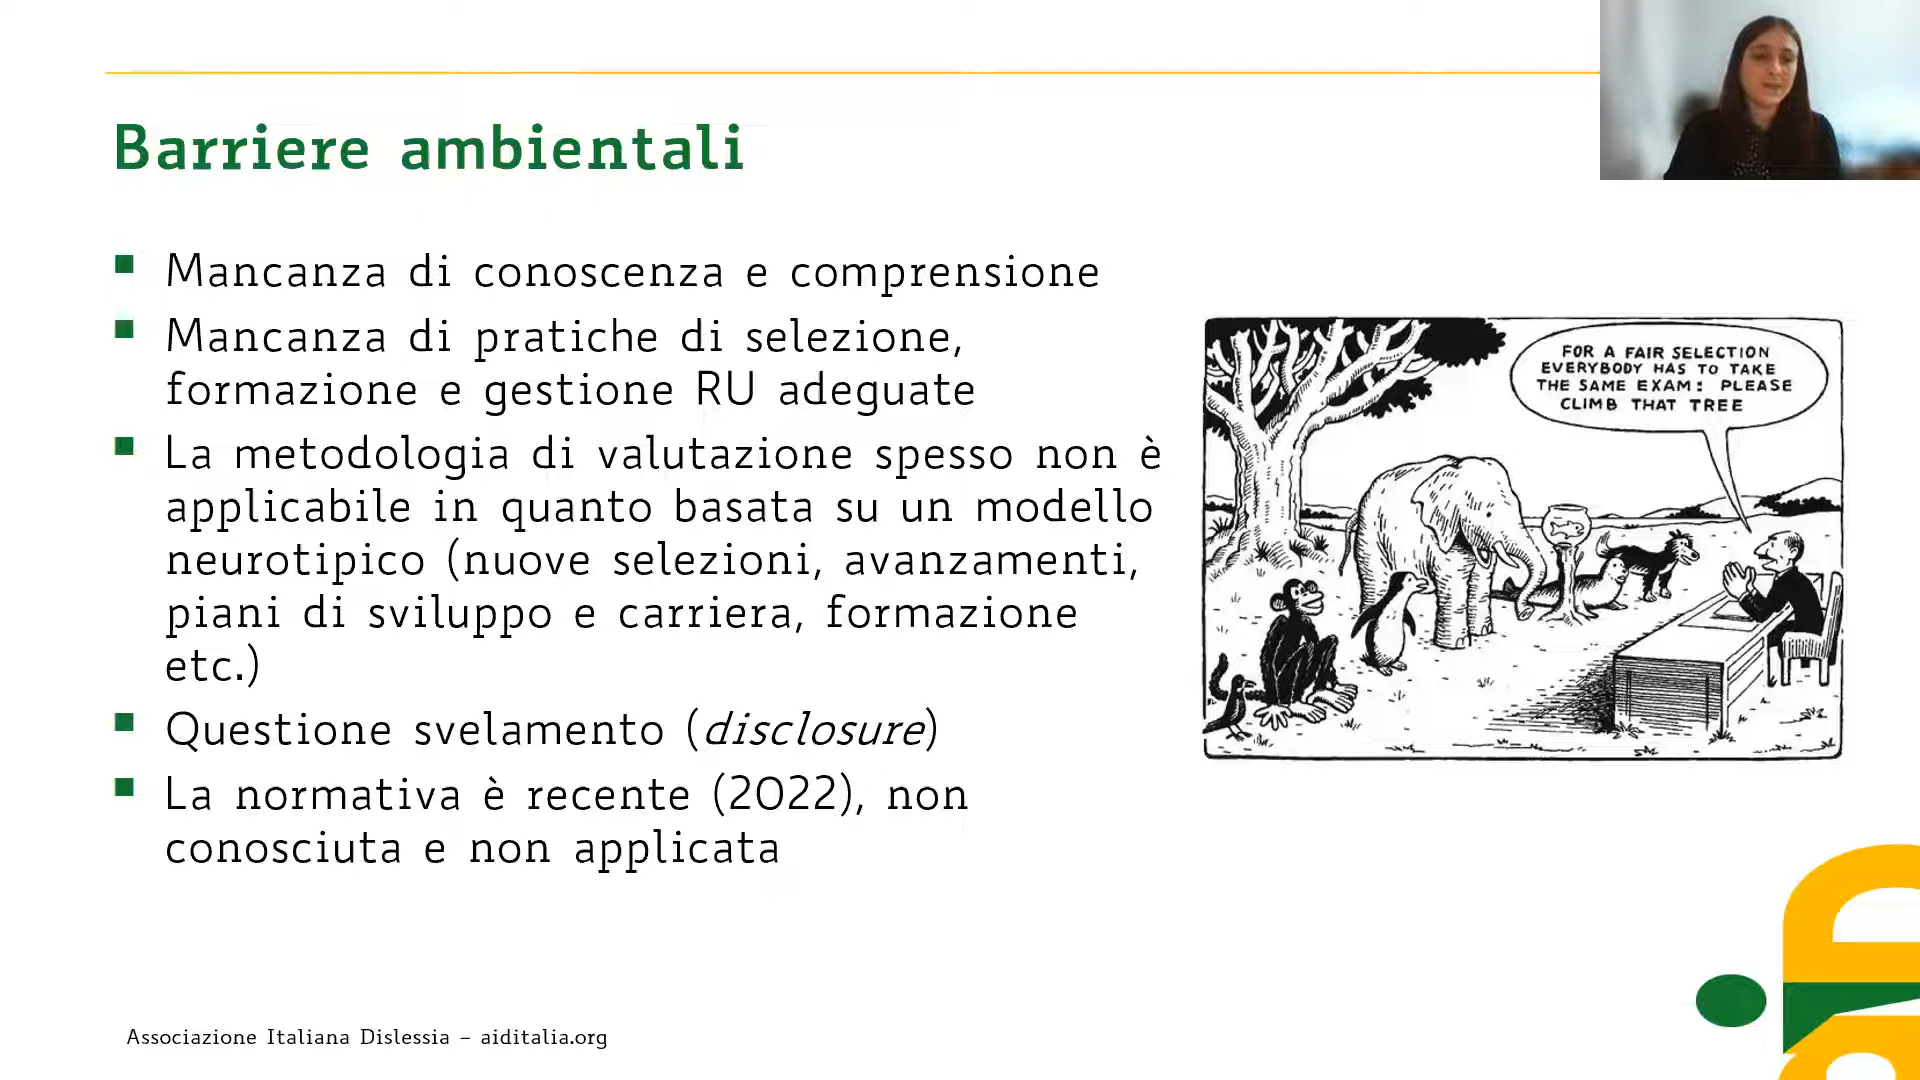 Barriere ambientali
Mancanza di conoscenza e comprensione
Mancanza di pratiche di selezione,
formazione e gestione RU adeguate
La metodologia di valutazione spesso non è
applicabile in quanto basata su un modello
neurotipico (nuove selezioni, avanzamenti,
piani di sviluppo e carriera, formazione
etc.)
Questione svelamento (disclosure)
La normativa è recente (2022), non
conosciuta e non applicata
FOR A FAIR SELECTION
EVERYBODY HAS TO TAKE
THE SAME EXAM: PLEASE
CLIMB THAT TREE
Associazione Italiana Dislessia – aiditalia.org